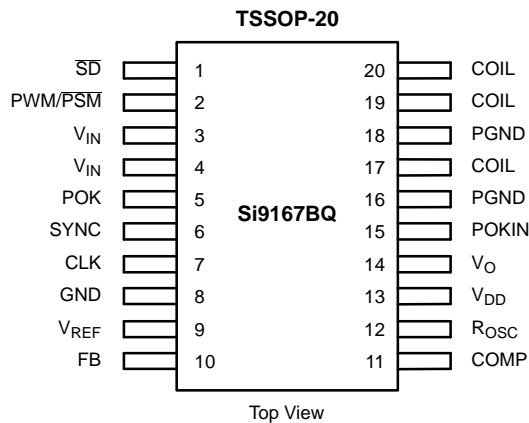 TSSOP-20
SD 1 20 COIL
PWM/PSM 2 19 COIL
VIN 3 18 PGND
VIN 4 17 COIL
POK 5 16 PGND
Si9167BQ
SYNC 6 15 POKIN
CLK 7 14 VO
GND 8 13 VDD
VREF 9 12 ROSC
FB 10 11 COMP
Top View